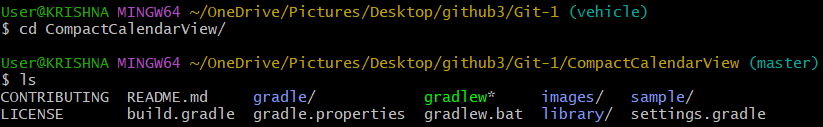 User@KRISHNA MINGW64 ~/OneDrive/Pictures/Desktop/github3/Git-1 (vehicle)
$ cd CompactCalendarView/
User@KRISHNA MINGW64 ~/OneDrive/Pictures/Desktop/github3/Git-1/CompactCalendarView (master)
$ ls
CONTRIBUTING  README.md     gradle/            gradlew*     images/   sample/
LICENSE       build.gradle  gradle.properties  gradlew.bat  library/  settings.gradle